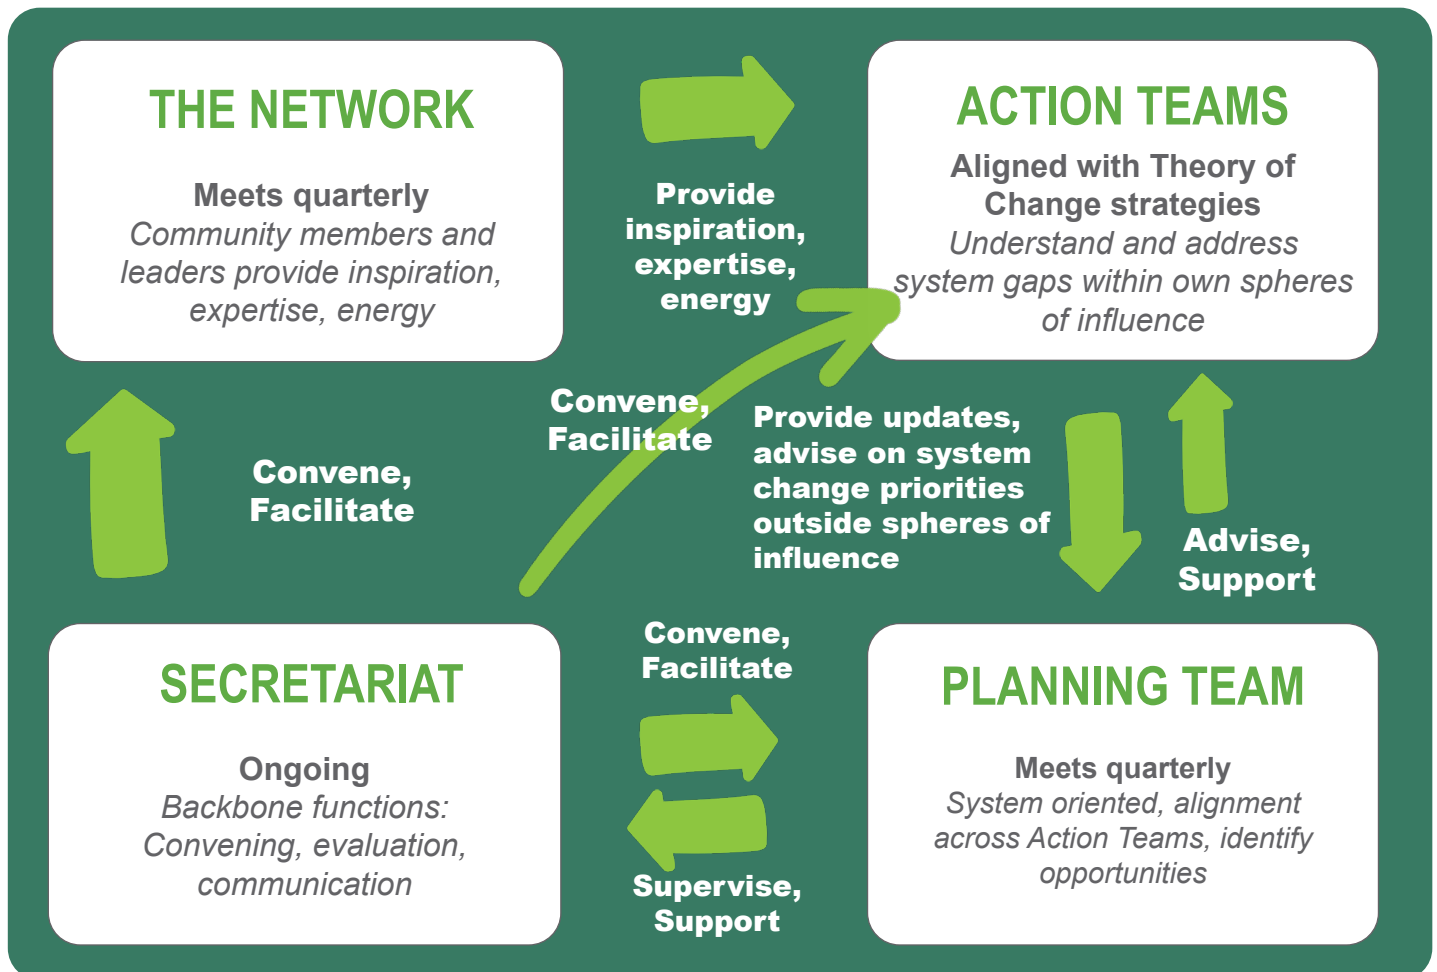 THE NETWORK
Meets quarterly
Community members and
leaders provide inspiration,
expertise, energy
Provide
inspiration,
expertise,
energy
ACTION TEAMS
Aligned with Theory of
Change strategies
Understand and address
system gaps within own spheres
of influence
Convene,
Facilitate
Convene,
Facilitate
Provide updates,
advise on system
change priorities
outside spheres of
influence
Advise,
Support
SECRETARIAT
Ongoing
Backbone functions:
Convening, evaluation,
communication
Convene,
Facilitate
Supervise,
Support
PLANNING TEAM
Meets quarterly
System oriented, alignment
across Action Teams, identify
opportunities